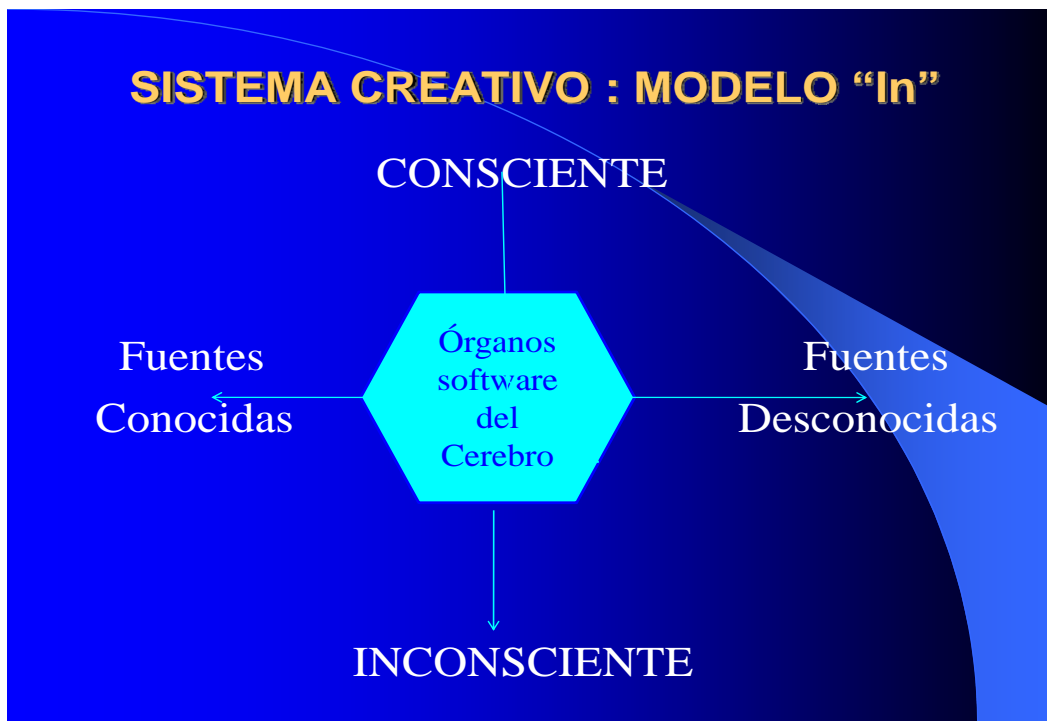 SISTEMA CREATIVO : MODELO “In”
CONSCIENTE
Fuentes
Conocidas
Órganos
software
del
Cerebro
Fuentes
Desconocidas
INCONSCIENTE